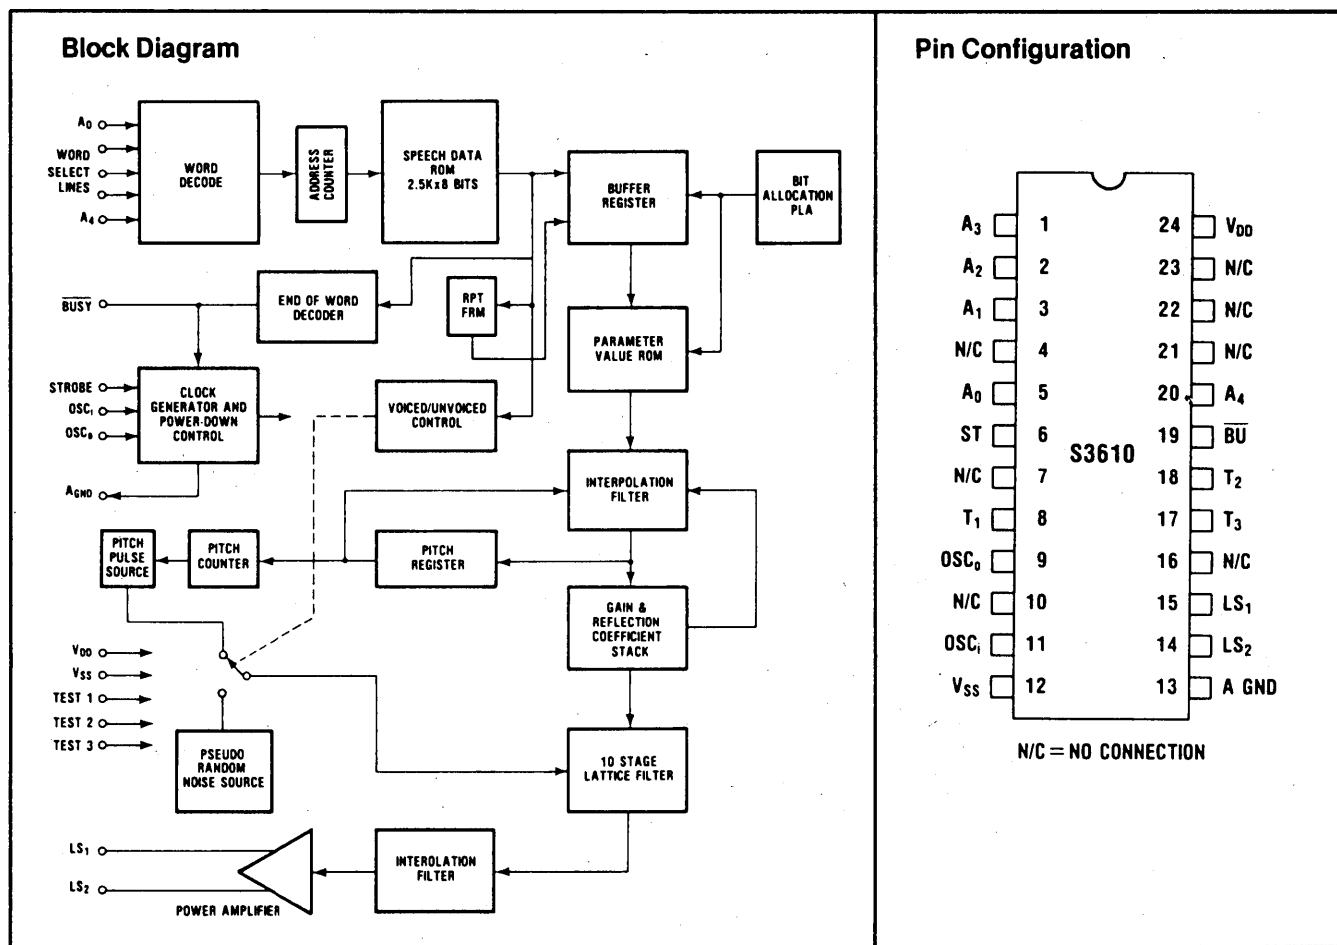 Block Diagram
A0
WORD
SELECT
LINES
A4
WORD
DECODE
ADDRESS
COUNTER
SPEECH DATA
ROM
2.5Kx8 BITS
BUFFER
REGISTER
BIT
ALLOCATION
PLA
BUSY
END OF WORD
DECODER
RPT
FRM
PARAMETER
VALUE ROM
STROBE
OSCi
OSCo
CLOCK
GENERATOR AND
POWER-DOWN
CONTROL
VOICED/UNVOICED
CONTROL
AGND
INTERPOLATION
FILTER
PITCH
PULSE
SOURCE
PITCH
COUNTER
PITCH
REGISTER
GAIN &
REFLECTION
COEFFICIENT
STACK
VDD
VSS
TEST 1
TEST 2
TEST 3
PSEUDO
RANDOM
NOISE SOURCE
10 STAGE
LATTICE FILTER
LS1
LS2
POWER AMPLIFIER
INTEROLATION
FILTER
Pin Configuration
A3 1 24 VDD
A2 2 23 N/C
A1 3 22 N/C
N/C 4 21 N/C
A0 5 20 A4
ST 6 19 BU
S3610
N/C 7 18 T2
T1 8 17 T3
OSCo 9 16 N/C
N/C 10 15 LS1
OSCi 11 14 LS2
VSS 12 13 A GND
N/C = NO CONNECTION